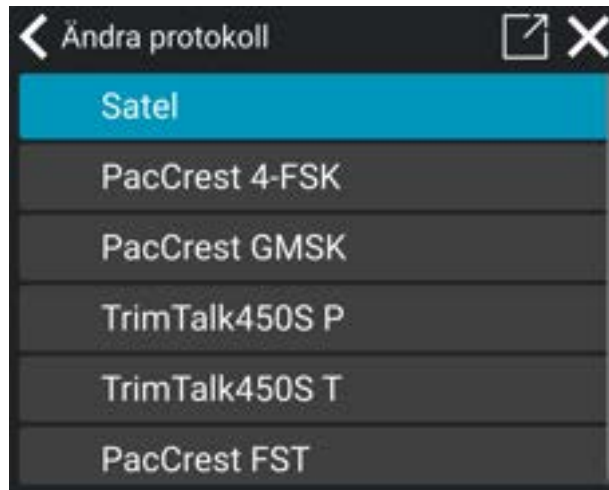 Ändra protokoll
Satel
PacCrest 4-FSK
PacCrest GMSK
TrimTalk450S P
TrimTalk450S T
PacCrest FST